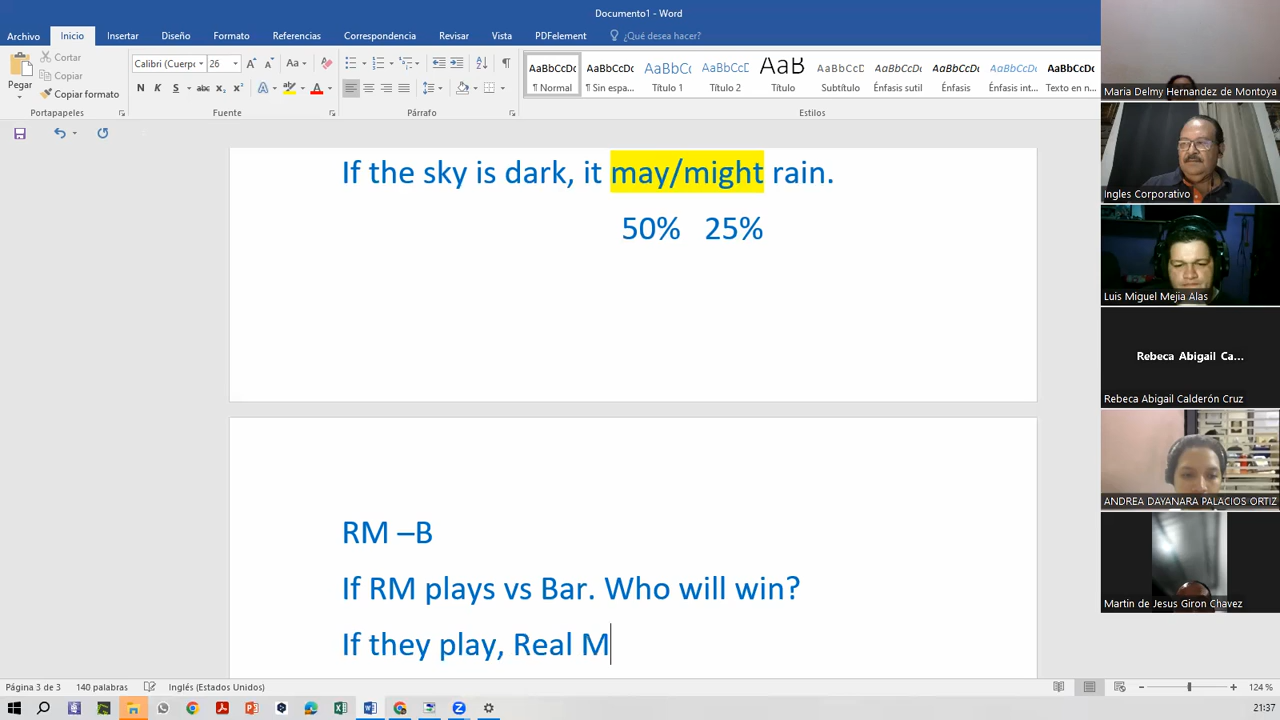 Documento1 - Word
Archivo Inicio Insertar Diseño Formato Referencias Correspondencia Revisar Vista PDFelement ¿Qué desea hacer?
Pegar
Cortar
Copiar
Copiar formato
Portapapeles
Calibri (Cuerpo 26
N K S
Fuente
Párrafo
AaBbCcDc AaBbCcDc AaBbCc AaBbCcD AaB AaBbCcD AaBbCcDc AaBbCcDc AaBbCcDc AaBbCcDc
¶ Normal ¶ Sin espa... Título 1 Título 2 Título Subtítulo Énfasis sutil Énfasis Énfasis int... Texto en n...
Estilos
If the sky is dark, it may/might rain.
50% 25%
RM –B
If RM plays vs Bar. Who will win?
If they play, Real M
Maria Delmy Hernandez de Montoya
Ingles Corporativo
Luis Miguel Mejia Alas
Rebeca Abigail Ca...
Rebeca Abigail Calderón Cruz
ANDREA DAYANARA PALACIOS ORTIZ
Martin de Jesus Giron Chavez
Página 3 de 3 140 palabras Inglés (Estados Unidos) 124 %
21:37